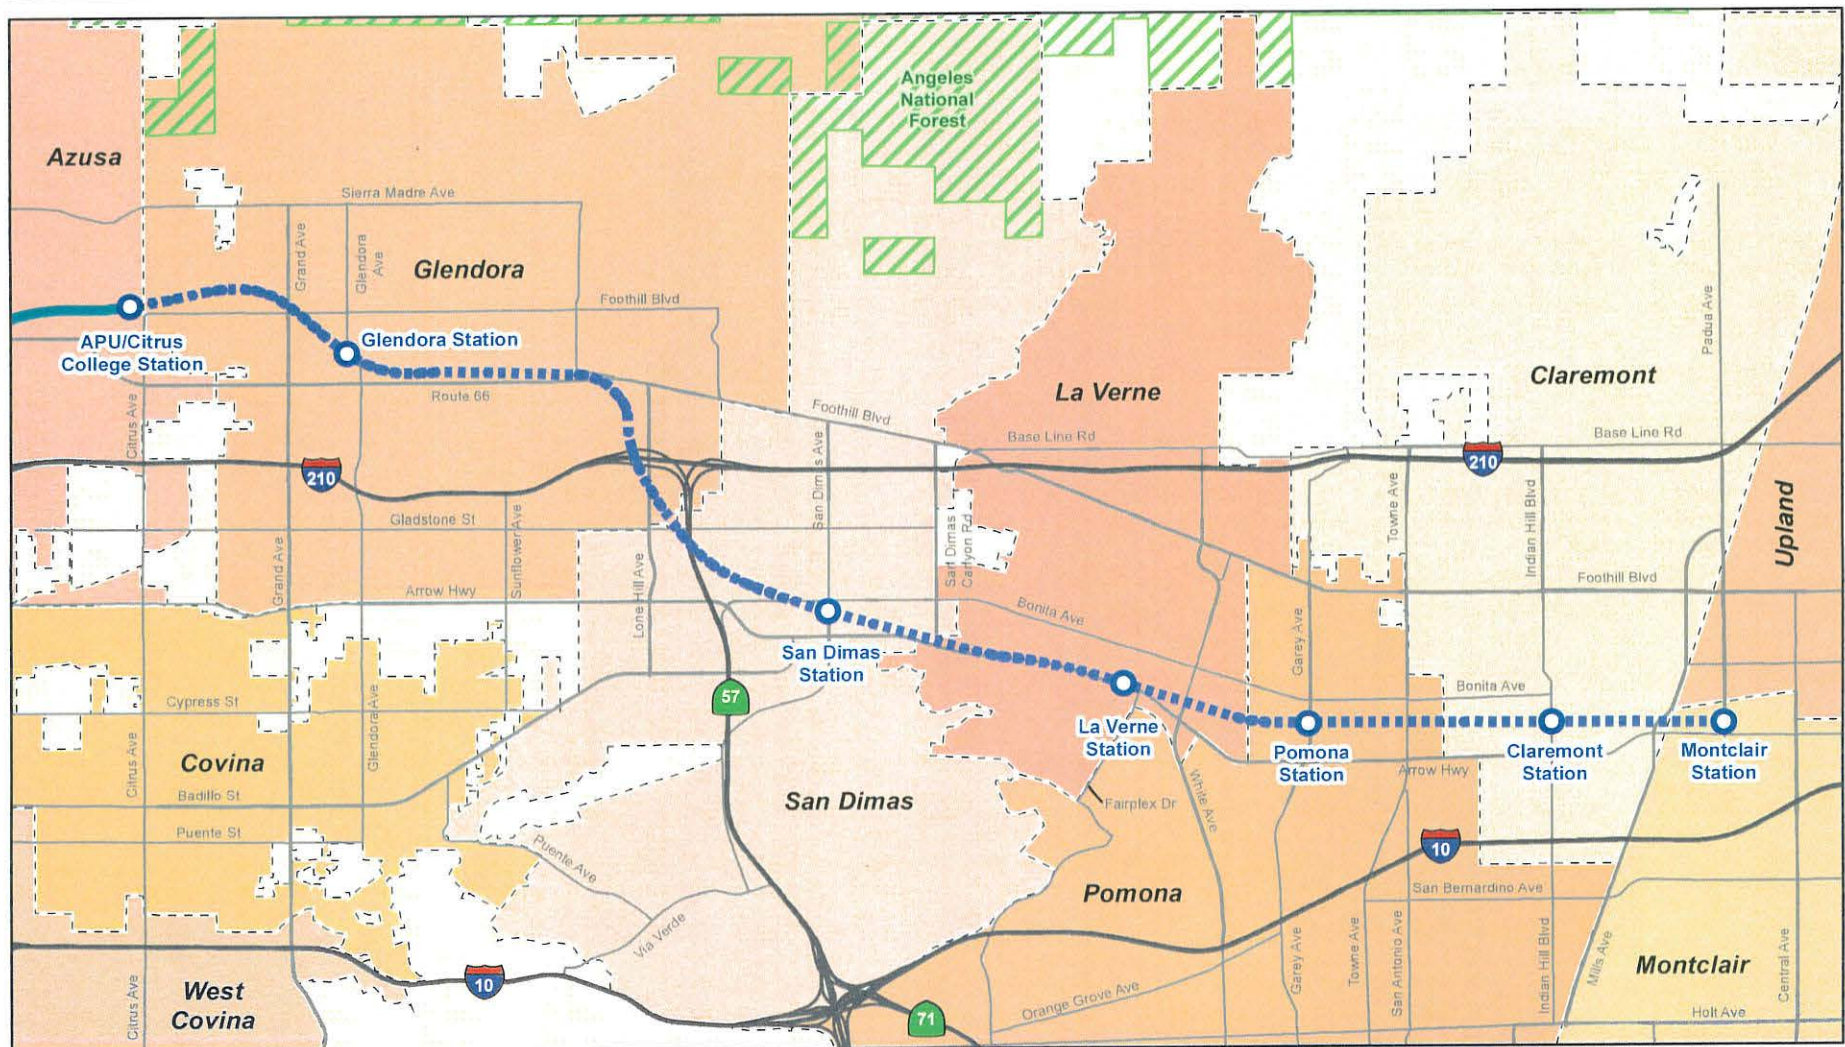 Angeles
National
Forest
Azusa
Sierra Madre Ave
Grand Ave
Glendora
Ave
Glendora
Foothill Blvd
Padua Ave
APU/Citrus
College Station
Glendora Station
Claremont
La Verne
Route 66
Citrus Ave
Foothill Blvd
Base Line Rd
Base Line Rd
210
210
San Dimas Ave
Gladstone St
Sunflower Ave
San Dimas
Canyon Rd
Towne Ave
Indian Hill Blvd
Upland
Grand Ave
Arrow Hwy
Lone Hill Ave
Bonita Ave
Foothill Blvd
Garey Ave
San Dimas
Station
57
Cypress St
Glendora Ave
Bonita Ave
La Verne
Station
Pomona
Station
Claremont
Station
Montclair
Station
Citrus Ave
Covina
Arrow Hwy
Badillo St
San Dimas
Fairplex Dr
White Ave
Puente St
Puente Ave
10
Pomona
San Bernardino Ave
Via Verde
Garey Ave
Towne Ave
San Antonio Ave
Indian Hill Blvd
Mills Ave
Montclair
Central Ave
10
West
Covina
Citrus Ave
71
Orange Grove Ave
Holt Ave